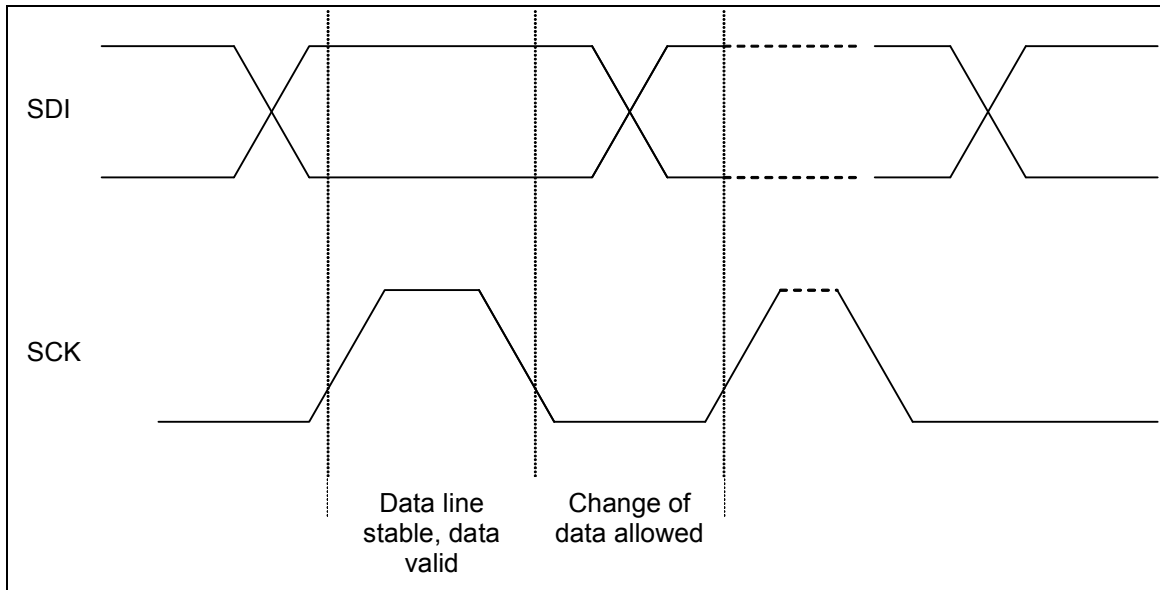 SDI
SCK
Data line
stable, data
valid
Change of
data allowed